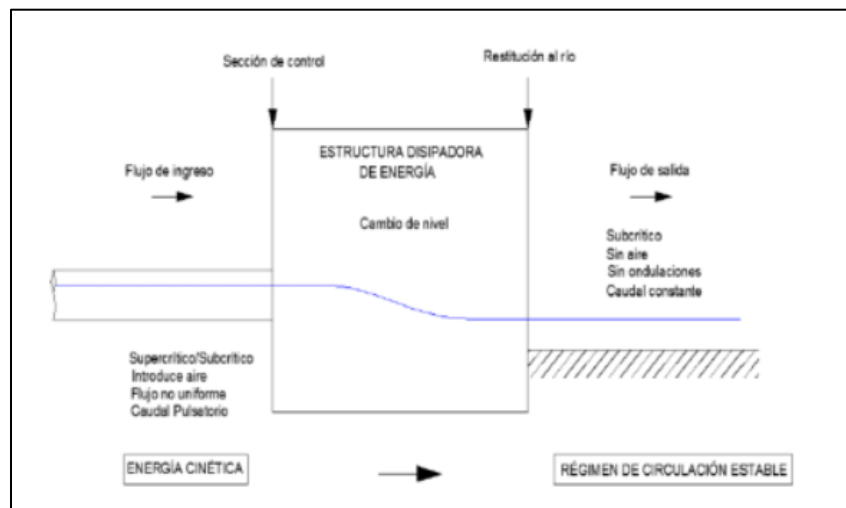 Sección de control
Restitución al río
ESTRUCTURA DISIPADORA
DE ENERGÍA
Flujo de ingreso
Flujo de salida
Cambio de nivel
Subcrítico
Sin aire
Sin ondulaciones
Caudal constante
Supercrítico/Subcrítico
Introduce aire
Flujo no uniforme
Caudal Pulsatorio
ENERGÍA CINÉTICA
RÉGIMEN DE CIRCULACIÓN ESTABLE